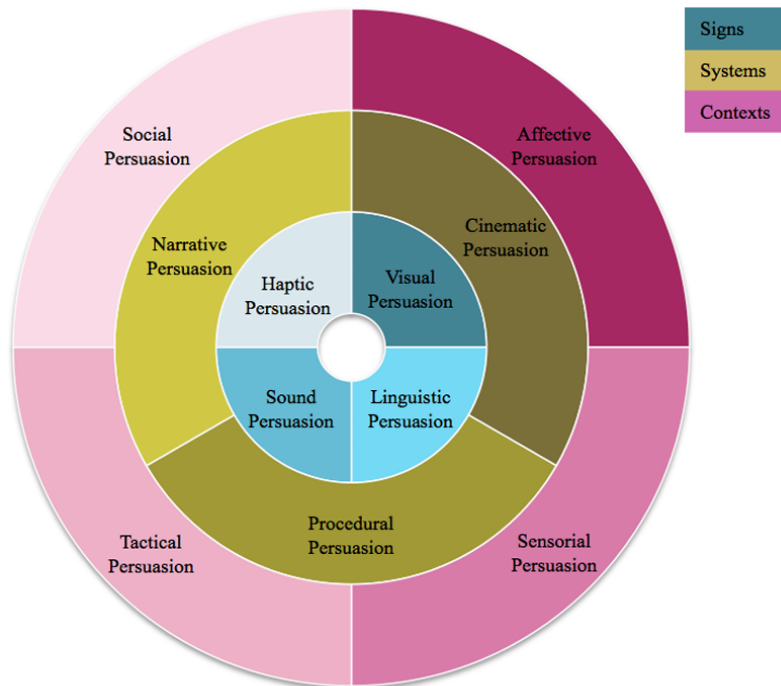 Signs
Systems
Contexts
Social
Persuasion
Affective
Persuasion
Narrative
Persuasion
Cinematic
Persuasion
Haptic
Persuasion
Visual
Persuasion
Sound
Persuasion
Linguistic
Persuasion
Procedural
Persuasion
Tactical
Persuasion
Sensorial
Persuasion